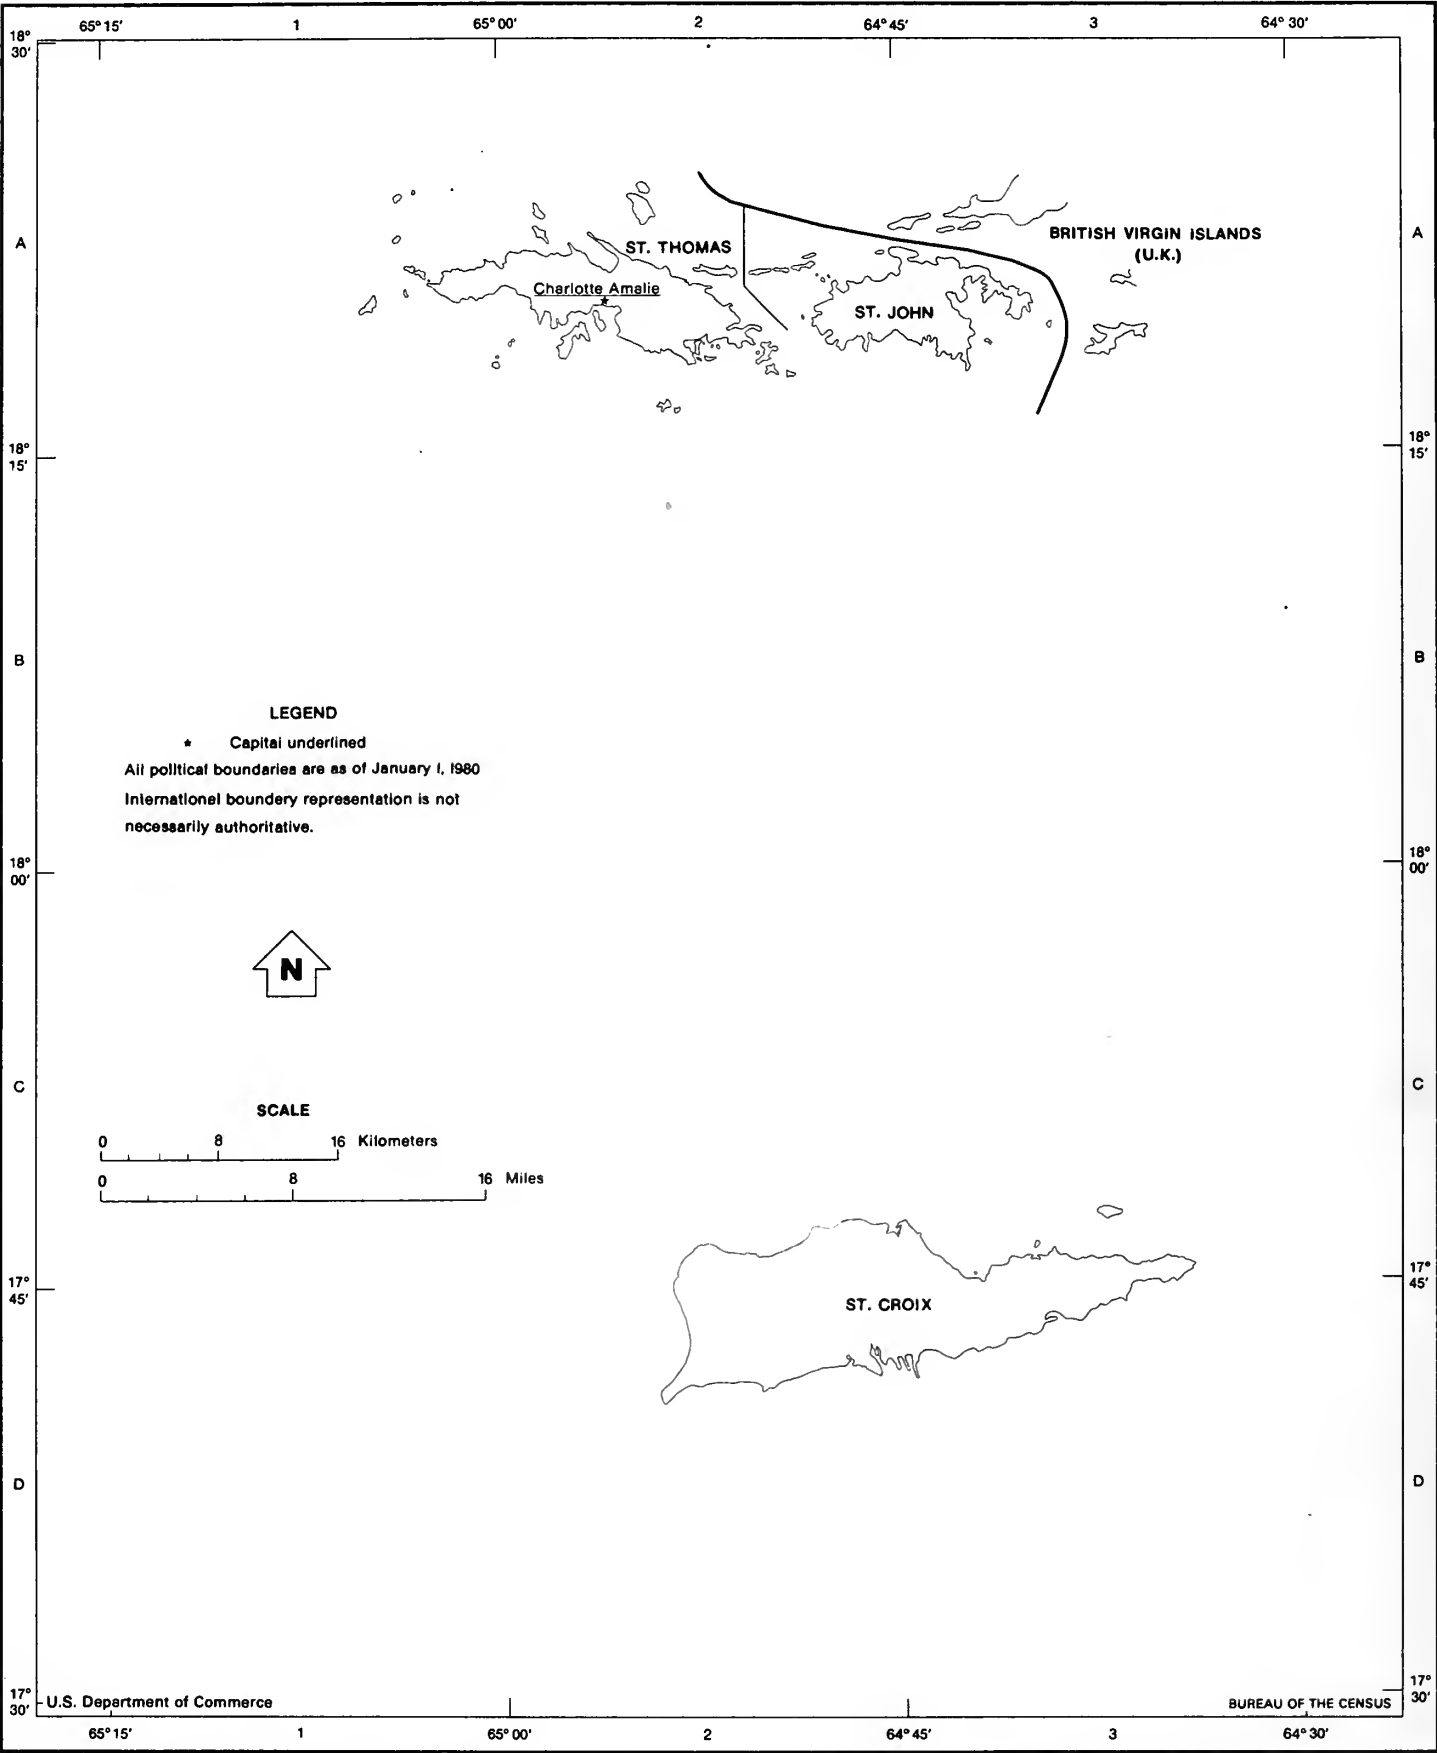 65° 15' 1 65° 00' 2 64° 45' 3 64° 30'
18°
30'
A
ST. THOMAS
BRITISH VIRGIN ISLANDS
(U.K.)
A
Charlotte Amalie
ST. JOHN
18°
15'
18°
15'
B
B
LEGEND
★ Capital underlined
All political boundaries are as of January 1, 1980
International boundery representation is not
necessarily authoritative.
18°
00'
18°
00'
N
C
C
SCALE
0 8 16 Kilometers
0 8 16 Miles
17°
45'
17°
45'
ST. CROIX
D
D
17°
30'
17°
30'
U.S. Department of Commerce
BUREAU OF THE CENSUS
65° 15' 1 65° 00' 2 64° 45' 3 64° 30'